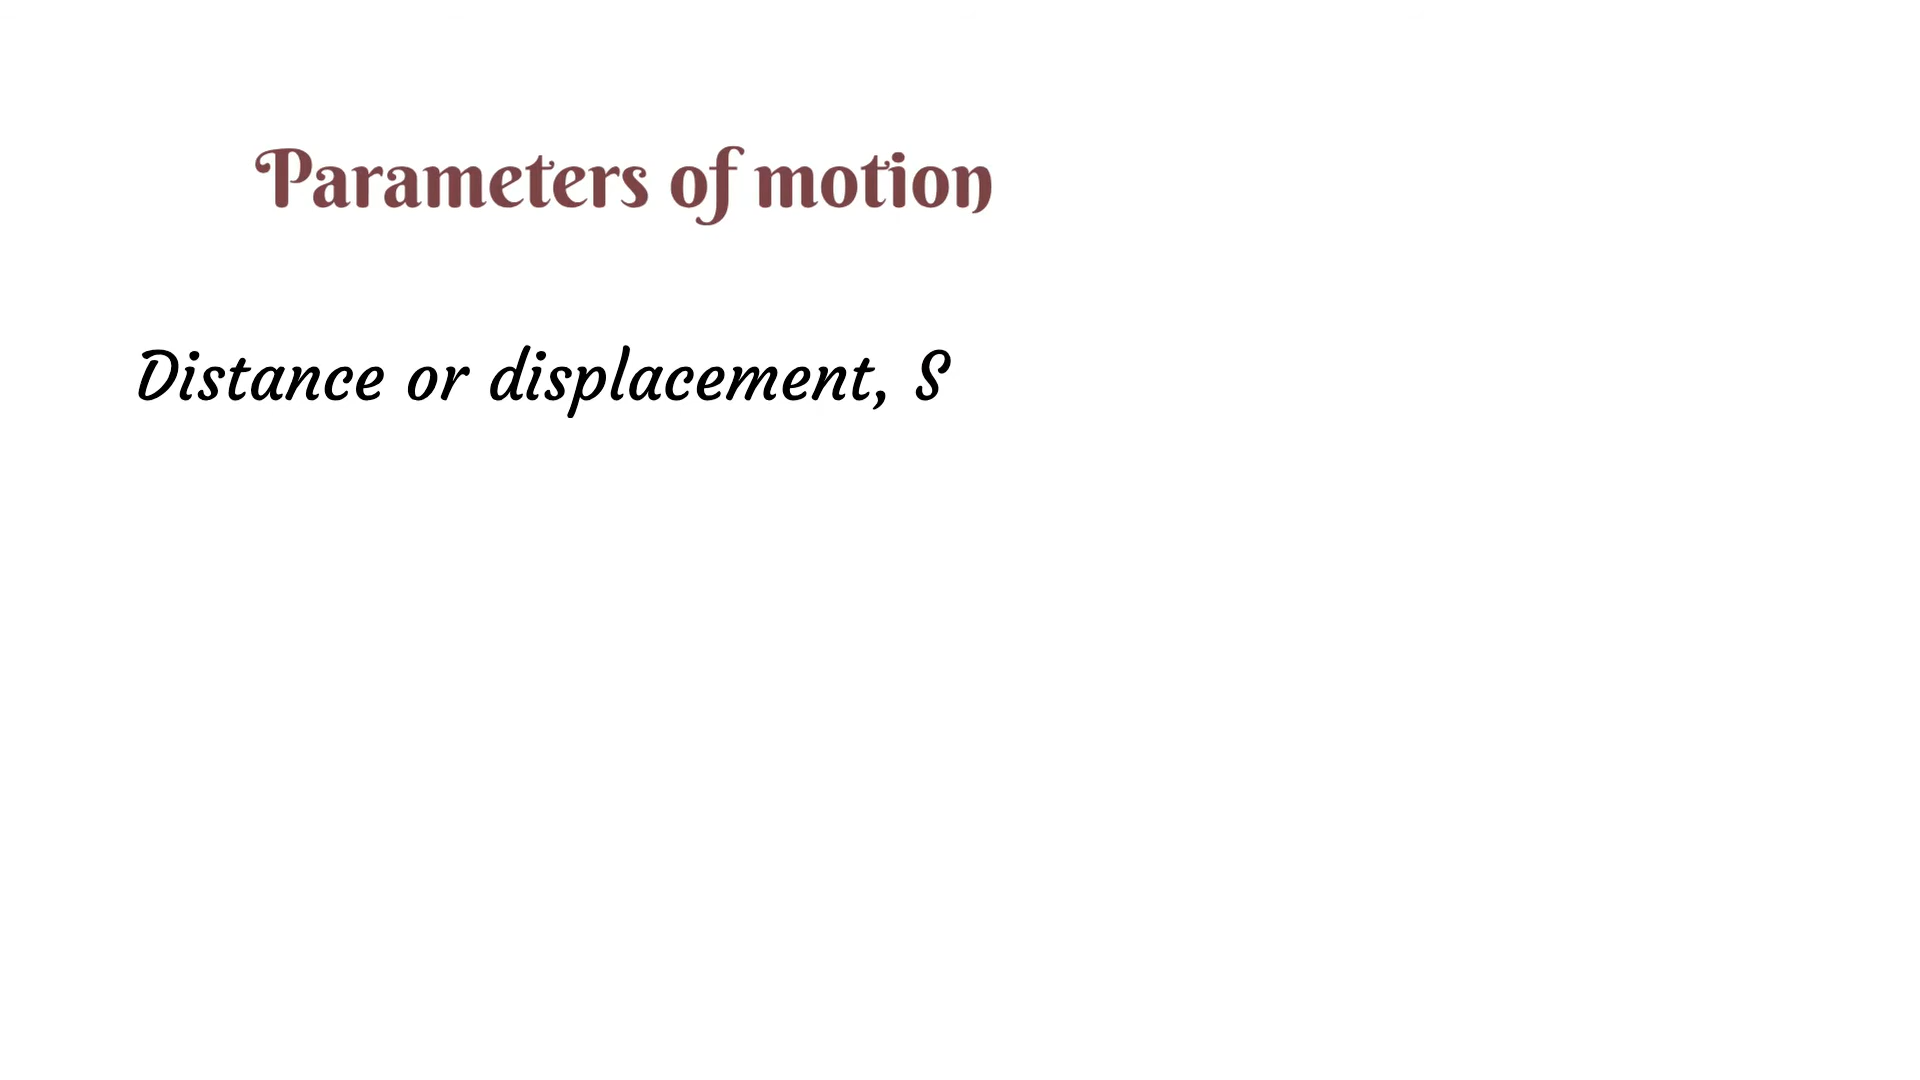 Parameters of motion
Distance or displacement, S